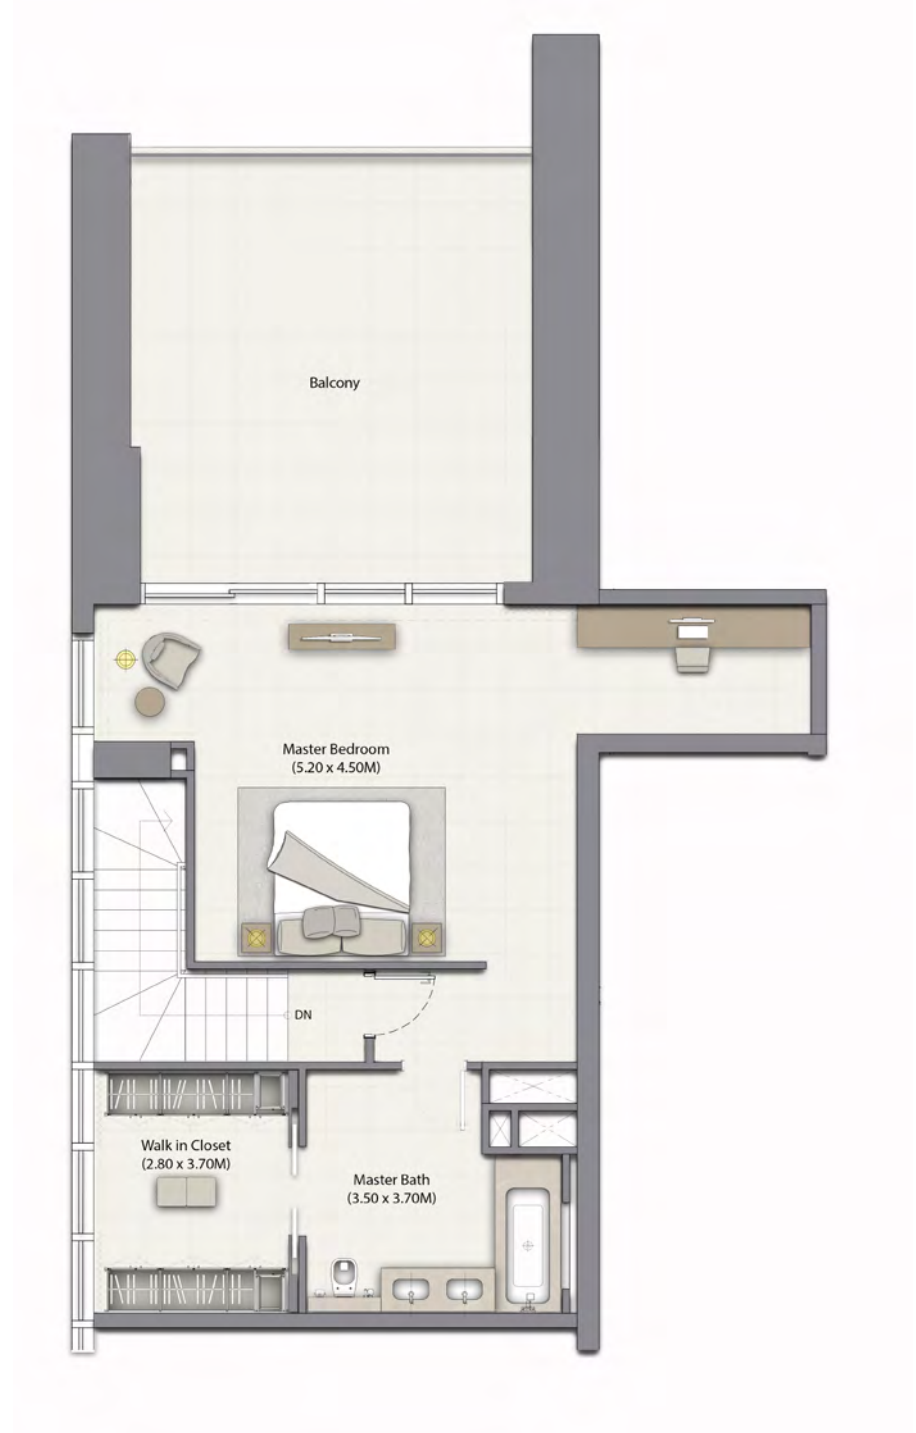 Balcony
Master Bedroom
(5.20 x 4.50M)
DN
Walk in Closet
(2.80 x 3.70M)
Master Bath
(3.50 x 3.70M)